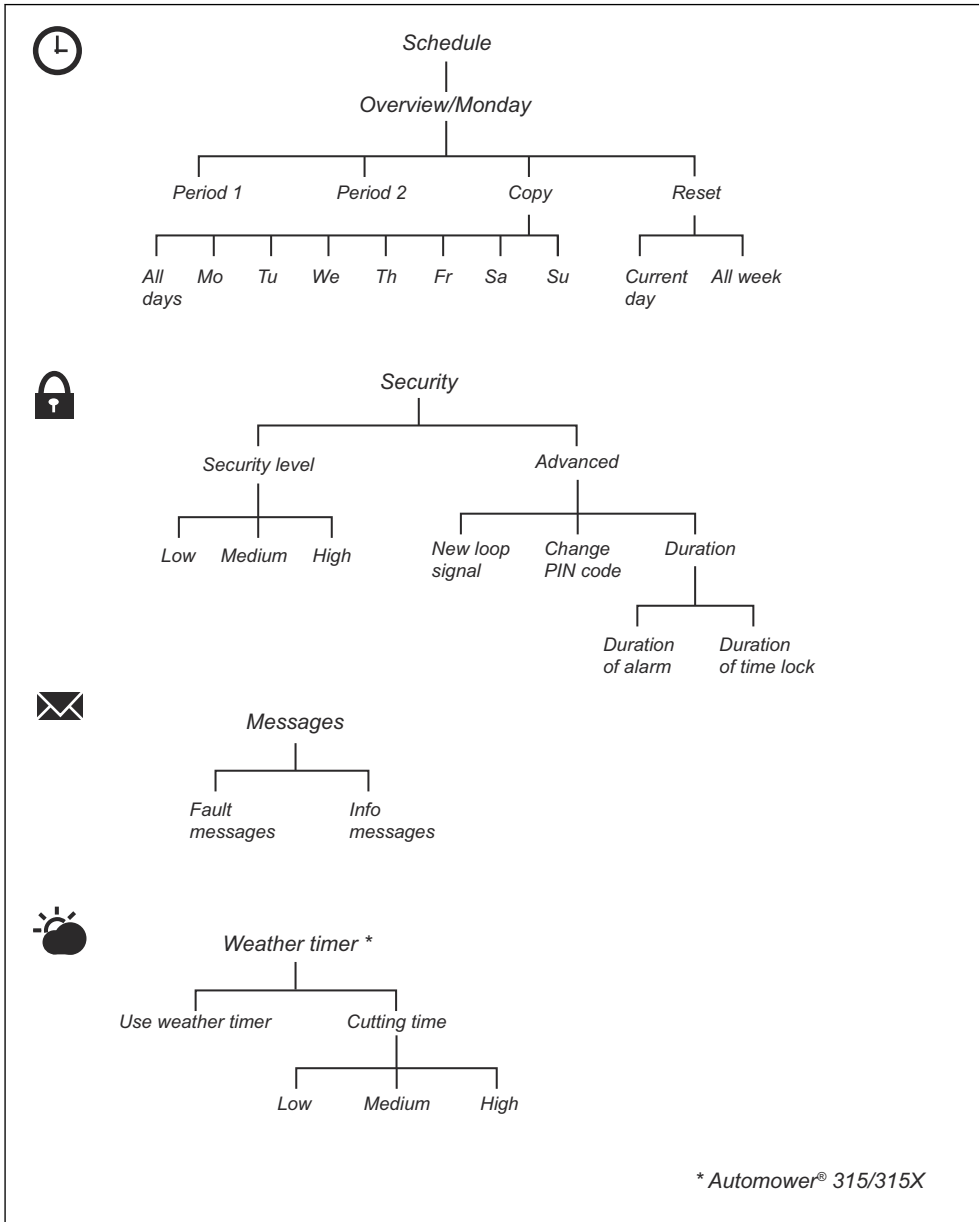 Schedule
Overview/Monday
Period 1 Period 2 Copy Reset
All days Mo Tu We Th Fr Sa Su Current day All week
Security
Security level Advanced
Low Medium High New loop signal Change PIN code Duration
Duration of alarm Duration of time lock
Messages
Fault messages Info messages
Weather timer *
Use weather timer Cutting time
Low Medium High
* Automower® 315/315X